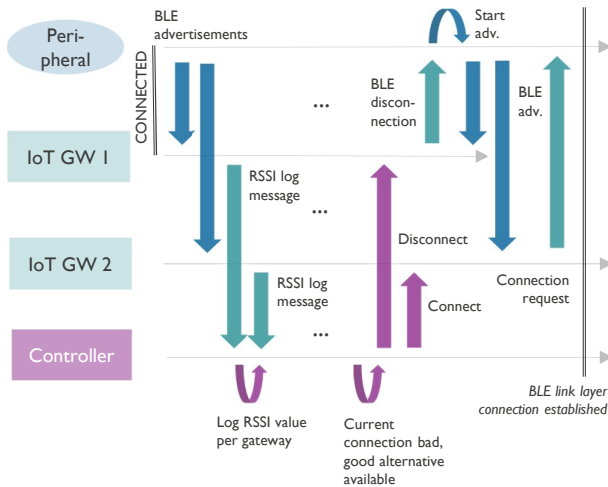 BLE
advertisements
Start
adv.
Peri-
pheral
CONNECTED
...
BLE
discon-
nection
BLE
adv.
IoT GW 1
RSSI log
message
...
Disconnect
IoT GW 2
RSSI log
message
Connection
request
Connect
...
Controller
BLE link layer
connection established
Log RSSI value
per gateway
Current
connection bad,
good alternative
available